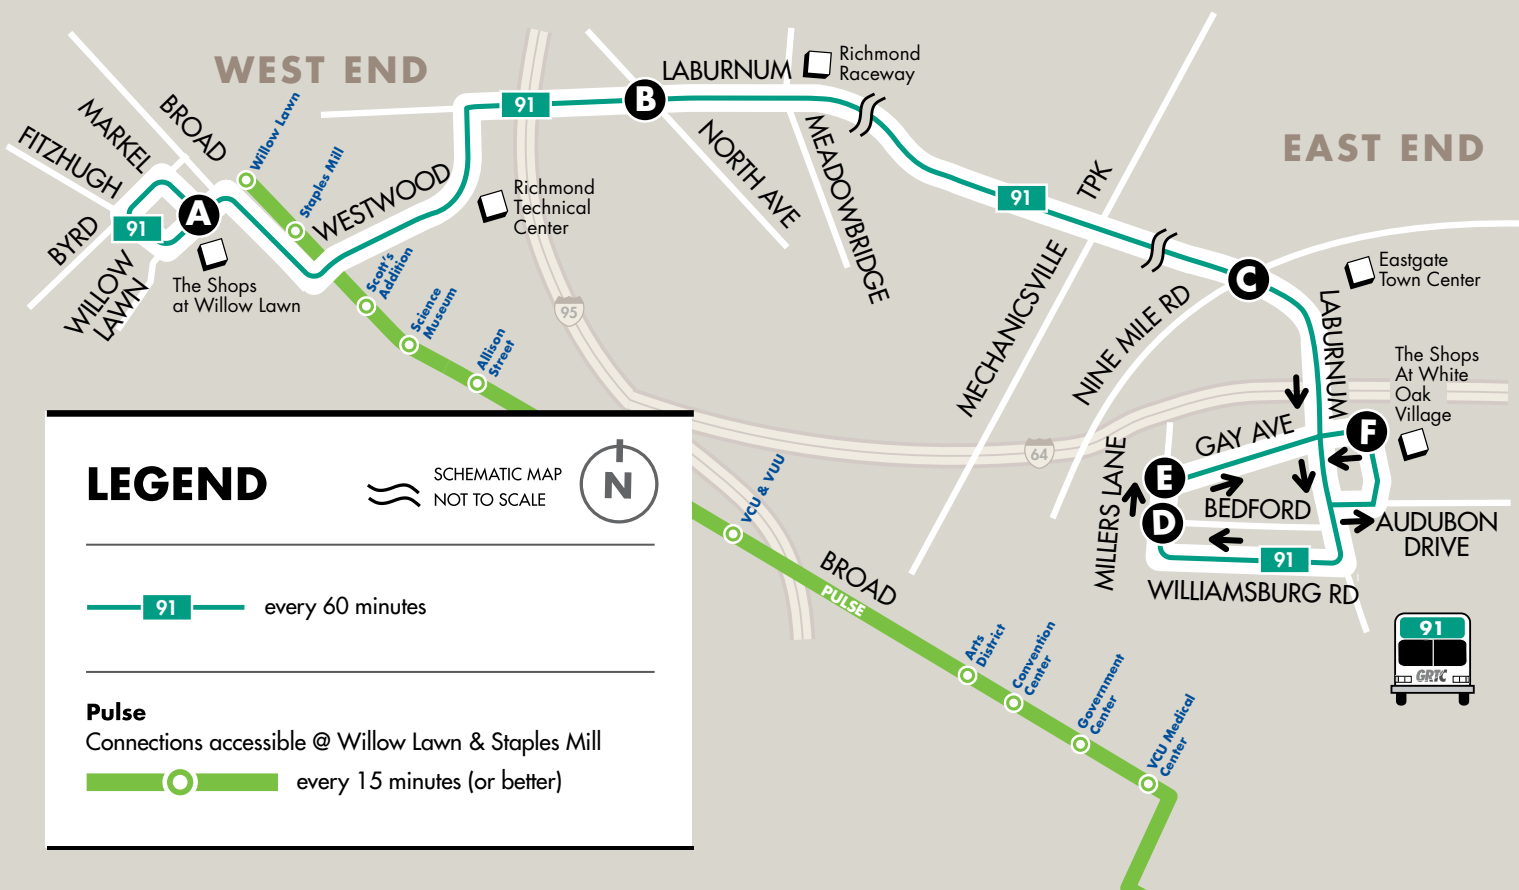 WEST END
EAST END
Richmond
Raceway
LABURNUM
91
B
BROAD
MARKEL
FITZHUGH
BYRD
WILLOW
LAWN
91
A
The Shops
at Willow Lawn
Willow Lawn
Staples Mill
WESTWOOD
Richmond
Technical
Center
Scott's
Addition
Science
Museum
Allison
Street
95
NORTH AVE
MEADOWBRIDGE
91
TPK
MECHANICSVILLE
NINE MILE RD
C
Eastgate
Town Center
LABURNUM
The Shops
At White
Oak
Village
F
GAY AVE
E
BEDFORD
D
MILLERS LANE
64
AUDUBON
DRIVE
91
WILLIAMSBURG RD
91
GRTC
VCU & VUU
BROAD
PULSE
Arts
District
Convention
Center
Government
Center
VCU Medical
Center
LEGEND
SCHEMATIC MAP
NOT TO SCALE
N
91
every 60 minutes
Pulse
Connections accessible @ Willow Lawn & Staples Mill
every 15 minutes (or better)